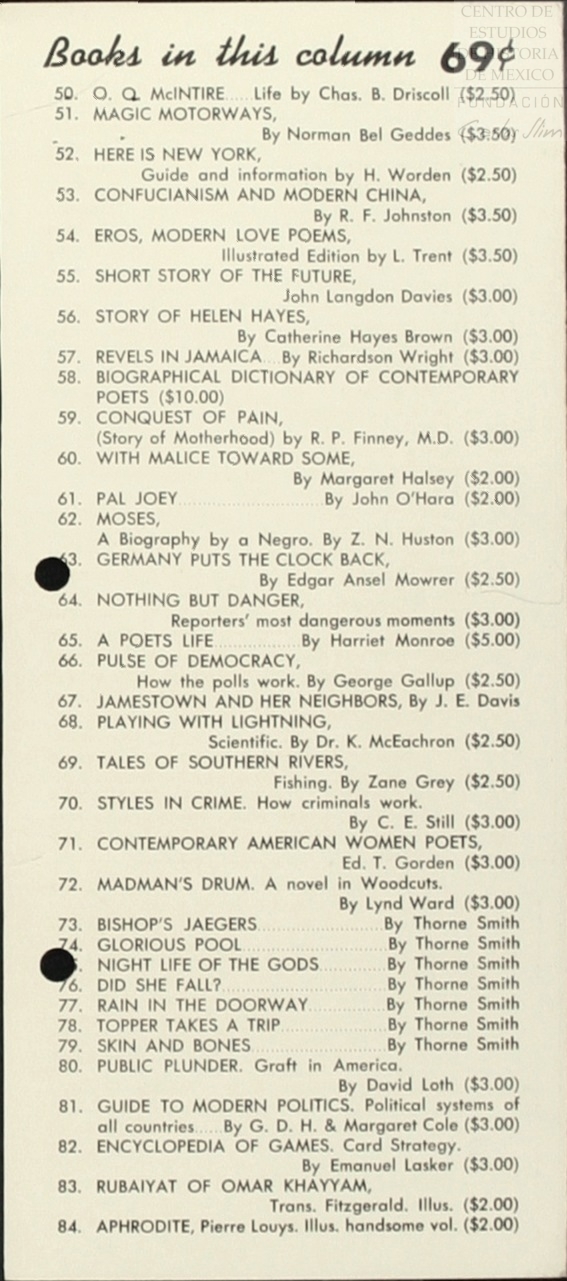 CENTRO DE
ESTUDIOS
DE HISTORIA
DE MEXICO
FUNDACIÓN
Carlos Slim
Books in this column 69¢
50. O. O. McINTIRE.....Life by Chas. B. Driscoll ($2.50)
51. MAGIC MOTORWAYS,
By Norman Bel Geddes ($3.50)
52. HERE IS NEW YORK,
Guide and information by H. Worden ($2.50)
53. CONFUCIANISM AND MODERN CHINA,
By R. F. Johnston ($3.50)
54. EROS, MODERN LOVE POEMS,
Illustrated Edition by L. Trent ($3.50)
55. SHORT STORY OF THE FUTURE,
John Langdon Davies ($3.00)
56. STORY OF HELEN HAYES,
By Catherine Hayes Brown ($3.00)
57. REVELS IN JAMAICA...By Richardson Wright ($3.00)
58. BIOGRAPHICAL DICTIONARY OF CONTEMPORARY
POETS ($10.00)
59. CONQUEST OF PAIN,
(Story of Motherhood) by R. P. Finney, M.D. ($3.00)
60. WITH MALICE TOWARD SOME,
By Margaret Halsey ($2.00)
61. PAL JOEY......................By John O'Hara ($2.00)
62. MOSES,
A Biography by a Negro. By Z. N. Huston ($3.00)
63. GERMANY PUTS THE CLOCK BACK,
By Edgar Ansel Mowrer ($2.50)
64. NOTHING BUT DANGER,
Reporters' most dangerous moments ($3.00)
65. A POETS LIFE.............By Harriet Monroe ($5.00)
66. PULSE OF DEMOCRACY,
How the polls work. By George Gallup ($2.50)
67. JAMESTOWN AND HER NEIGHBORS, By J. E. Davis
68. PLAYING WITH LIGHTNING,
Scientific. By Dr. K. McEachron ($2.50)
69. TALES OF SOUTHERN RIVERS,
Fishing. By Zane Grey ($2.50)
70. STYLES IN CRIME. How criminals work.
By C. E. Still ($3.00)
71. CONTEMPORARY AMERICAN WOMEN POETS,
Ed. T. Gorden ($3.00)
72. MADMAN'S DRUM. A novel in Woodcuts.
By Lynd Ward ($3.00)
73. BISHOP'S JAEGERS...................By Thorne Smith
74. GLORIOUS POOL......................By Thorne Smith
NIGHT LIFE OF THE GODS..........By Thorne Smith
76. DID SHE FALL?......................By Thorne Smith
77. RAIN IN THE DOORWAY...........By Thorne Smith
78. TOPPER TAKES A TRIP..............By Thorne Smith
79. SKIN AND BONES...................By Thorne Smith
80. PUBLIC PLUNDER. Graft in America.
By David Loth ($3.00)
81. GUIDE TO MODERN POLITICS. Political systems of
all countries......By G. D. H. & Margaret Cole ($3.00)
82. ENCYCLOPEDIA OF GAMES. Card Strategy.
By Emanuel Lasker ($3.00)
83. RUBAIYAT OF OMAR KHAYYAM,
Trans. Fitzgerald. Illus. ($2.00)
84. APHRODITE, Pierre Louys. Illus. handsome vol. ($2.00)